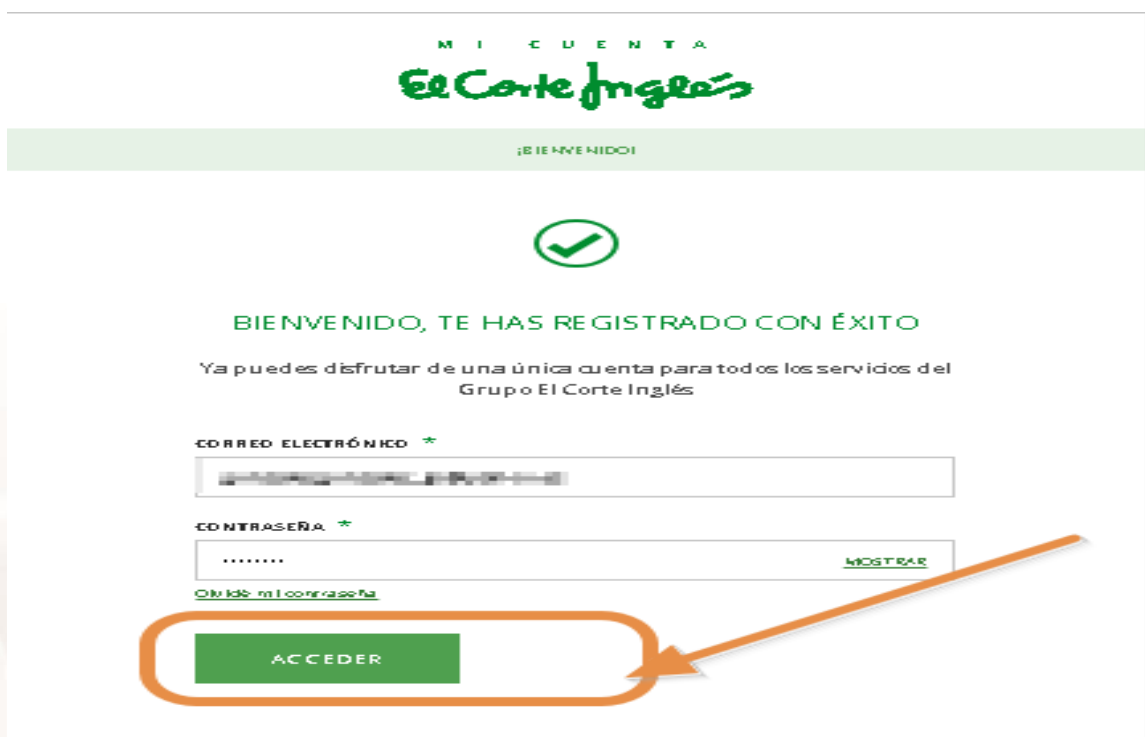 MI CUENTA
El Corte Inglés
¡BIENVENIDO!
BIENVENIDO, TE HAS REGISTRADO CON ÉXITO
Ya puedes disfrutar de una única cuenta para todos los servicios del
Grupo El Corte Inglés
CORREO ELECTRÓNICO *
CONTRASEÑA *
........
MOSTRAR
Olvidé mi contraseña
ACCEDER